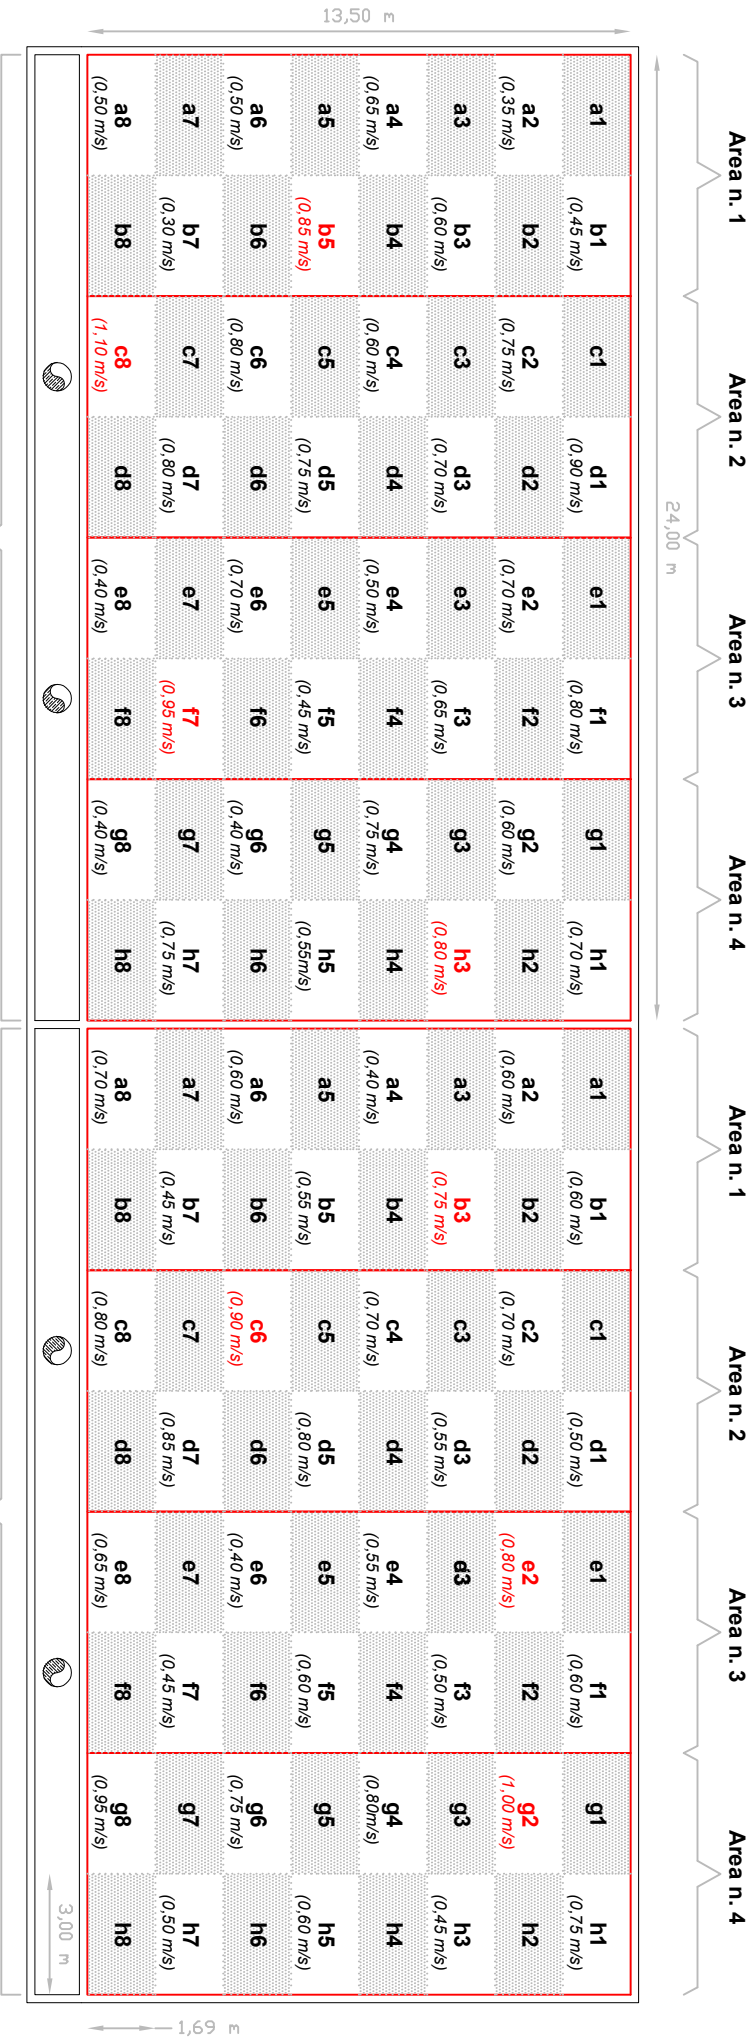 Area n. 1 Area n. 2 Area n. 3 Area n. 4 Area n. 1 Area n. 2 Area n. 3 Area n. 4
24,00 m
13,50 m
a1 b1 c1 d1 e1 f1 g1 h1 a1 b1 c1 d1 e1 f1 g1 h1
(0,45 m/s) (0,90 m/s) (0,80 m/s) (0,70 m/s) (0,60 m/s) (0,50 m/s) (0,60 m/s) (0,75 m/s)
a2 b2 c2 d2 e2 f2 g2 h2 a2 b2 c2 d2 e2 f2 g2 h2
(0,35 m/s) (0,75 m/s) (0,70 m/s) (0,60 m/s) (0,60 m/s) (0,70 m/s) (0,80 m/s) (1,00 m/s)
a3 b3 c3 d3 e3 f3 g3 h3 a3 b3 c3 d3 d3 f3 g3 h3
(0,60 m/s) (0,70 m/s) (0,65 m/s) (0,80 m/s) (0,75 m/s) (0,55 m/s) (0,50 m/s) (0,45 m/s)
a4 b4 c4 d4 e4 f4 g4 h4 a4 b4 c4 d4 e4 f4 g4 h4
(0,65 m/s) (0,60 m/s) (0,50 m/s) (0,75 m/s) (0,40 m/s) (0,70 m/s) (0,55 m/s) (0,80m/s)
a5 b5 c5 d5 e5 f5 g5 h5 a5 b5 c5 d5 e5 f5 g5 h5
(0,85 m/s) (0,75 m/s) (0,45 m/s) (0,55m/s) (0,55 m/s) (0,80 m/s) (0,60 m/s) (0,60 m/s)
a6 b6 c6 d6 e6 f6 g6 h6 a6 b6 c6 d6 e6 f6 g6 h6
(0,50 m/s) (0,80 m/s) (0,70 m/s) (0,40 m/s) (0,60 m/s) (0,90 m/s) (0,40 m/s) (0,75 m/s)
a7 b7 c7 d7 e7 f7 g7 h7 a7 b7 c7 d7 e7 f7 g7 h7
(0,30 m/s) (0,80 m/s) (0,95 m/s) (0,75 m/s) (0,45 m/s) (0,85 m/s) (0,45 m/s) (0,50 m/s)
a8 b8 c8 d8 e8 f8 g8 h8 a8 b8 c8 d8 e8 f8 g8 h8
(0,50 m/s) (1,10 m/s) (0,40 m/s) (0,40 m/s) (0,70 m/s) (0,80 m/s) (0,65 m/s) (0,95 m/s)
1,69 m
3,00 m